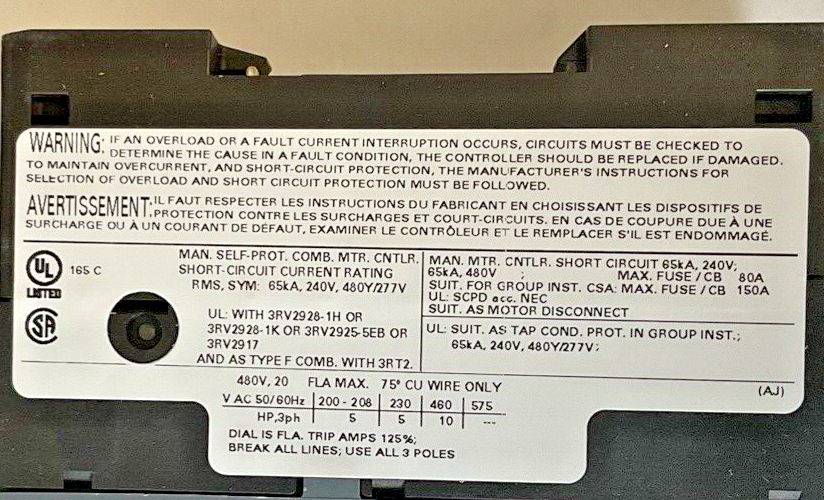 WARNING: IF AN OVERLOAD OR A FAULT CURRENT INTERRUPTION OCCURS, CIRCUITS MUST BE CHECKED TO
DETERMINE THE CAUSE IN A FAULT CONDITION, THE CONTROLLER SHOULD BE REPLACED IF DAMAGED.
TO MAINTAIN OVERCURRENT, AND SHORT-CIRCUIT PROTECTION, THE MANUFACTURER'S INSTRUCTIONS FOR
SELECTION OF OVERLOAD AND SHORT CIRCUIT PROTECTION MUST BE FOLLOWED.
AVERTISSEMENT: IL FAUT RESPECTER LES INSTRUCTIONS DU FABRICANT EN CHOISISSANT LES DISPOSITIFS DE
PROTECTION CONTRE LES SURCHARGES ET COURT-CIRCUITS. EN CAS DE COUPURE DUE À UNE
SURCHARGE OU À UN COURANT DE DÉFAUT, EXAMINER LE CONTRÔLEUR ET LE REMPLACER S'IL EST ENDOMMAGÉ.
UL 165 C
LISTED
SA
MAN. SELF-PROT. COMB. MTR. CNTLR.
SHORT-CIRCUIT CURRENT RATING
RMS, SYM: 65kA, 240V, 480Y/277V
UL: WITH 3RV2928-1H OR
3RV2928-1K OR 3RV2925-5EB OR
3RV2917
AND AS TYPE F COMB. WITH 3RT2.
MAN. MTR. CNTLR. SHORT CIRCUIT 65kA, 240V;
65kA, 480V ; MAX. FUSE / CB 80A
SUIT. FOR GROUP INST. CSA: MAX. FUSE / CB 150A
UL: SCPD acc. NEC
SUIT. AS MOTOR DISCONNECT
UL: SUIT. AS TAP COND. PROT. IN GROUP INST.;
65kA, 240V, 480Y/277V;
480V, 20 FLA MAX. 75° CU WIRE ONLY
(AJ)
V AC 50/60Hz 200 - 208 230 460 575
HP,3ph 5 5 10 ---
DIAL IS FLA. TRIP AMPS 125%;
BREAK ALL LINES; USE ALL 3 POLES